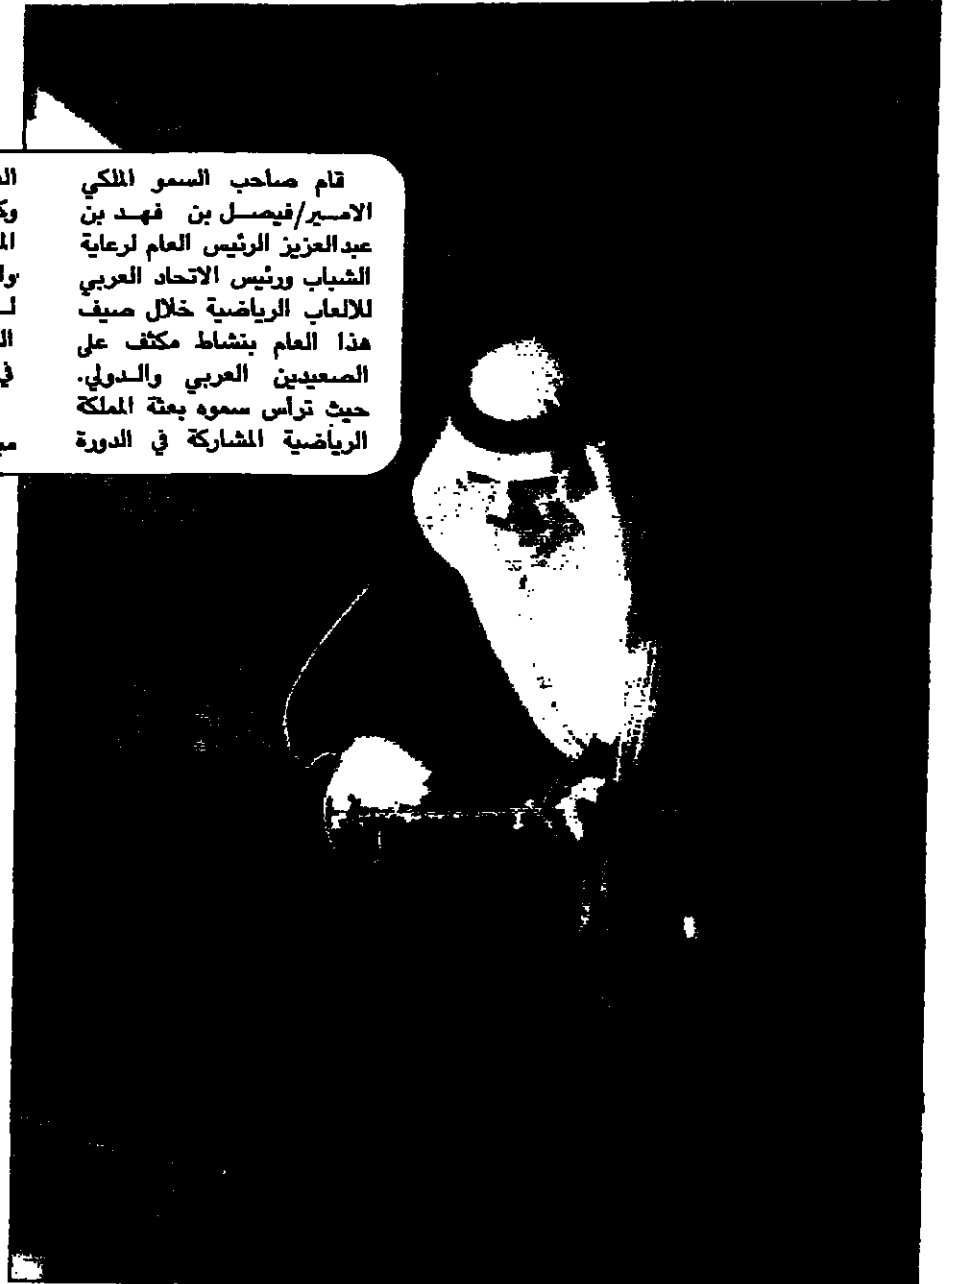 قام صاحب السمو الملكي
الامير/فيصل بن فهد بن
عبدالعزيز الرئيس العام لرعاية
الشباب ورئيس الاتحاد العربي
للالعاب الرياضية خلال صيف
هذا العام بنشاط مكثف على
الصعيدين العربي والدولي.
حيث ترأس سموه بعثة المملكة
الرياضية المشاركة في الدورة
في